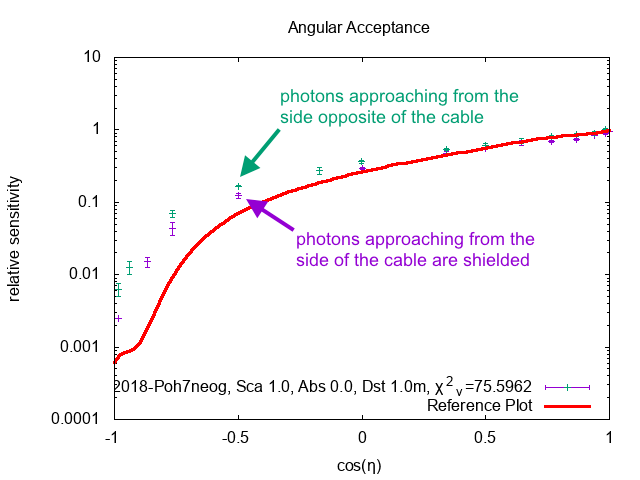 Angular Acceptance
10
1
0.1
0.01
0.001
0.0001
relative sensitivity
photons approaching from the
side opposite of the cable
photons approaching from the
side of the cable are shielded
2018-Poh7neog, Sca 1.0, Abs 0.0, Dst 1.0m, χ²ᵥ=75.5962
Reference Plot
-1 -0.5 0 0.5 1
cos(η)